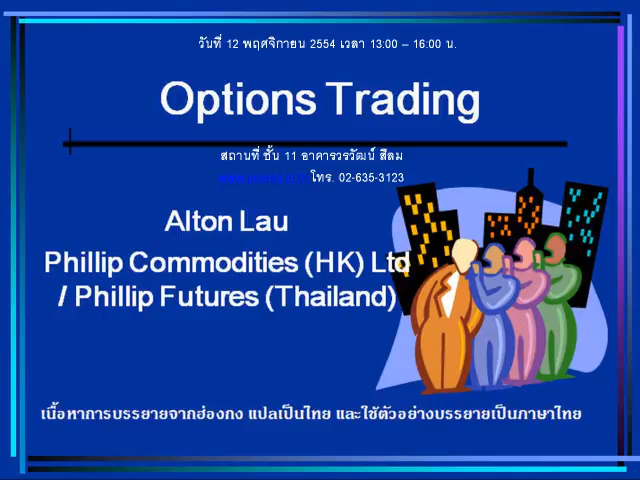 วันที่ 12 พฤศจิกายน 2554 เวลา 13:00 – 16:00 น.
Options Trading
สถานที่ ชั้น 11 อาคารวรวัฒน์ สีลม
โทร. 02-635-3123
Alton Lau
Phillip Commodities (HK) Ltd
/ Phillip Futures (Thailand)
เนื้อหาการบรรยายจากฮ่องกง แปลเป็นไทย และใช้ตัวอย่างบรรยายเป็นภาษาไทย